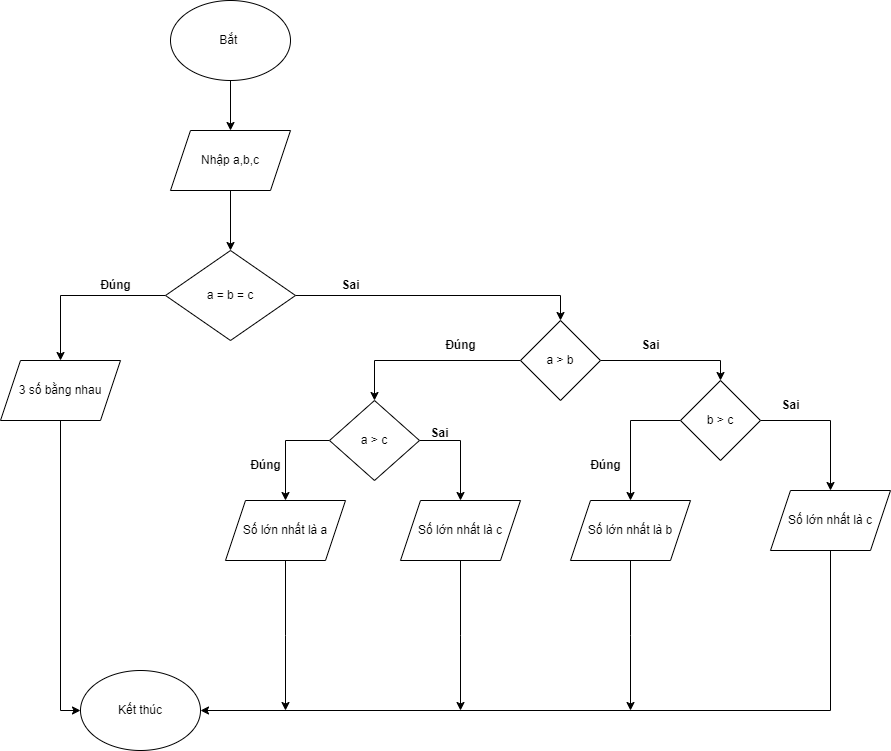 Bắt
Nhập a,b,c
Đúng
a = b = c
Sai
3 số bằng nhau
Đúng
a > b
Sai
Đúng
a > c
Sai
Đúng
b > c
Sai
Số lớn nhất là a
Số lớn nhất là c
Số lớn nhất là b
Số lớn nhất là c
Kết thúc